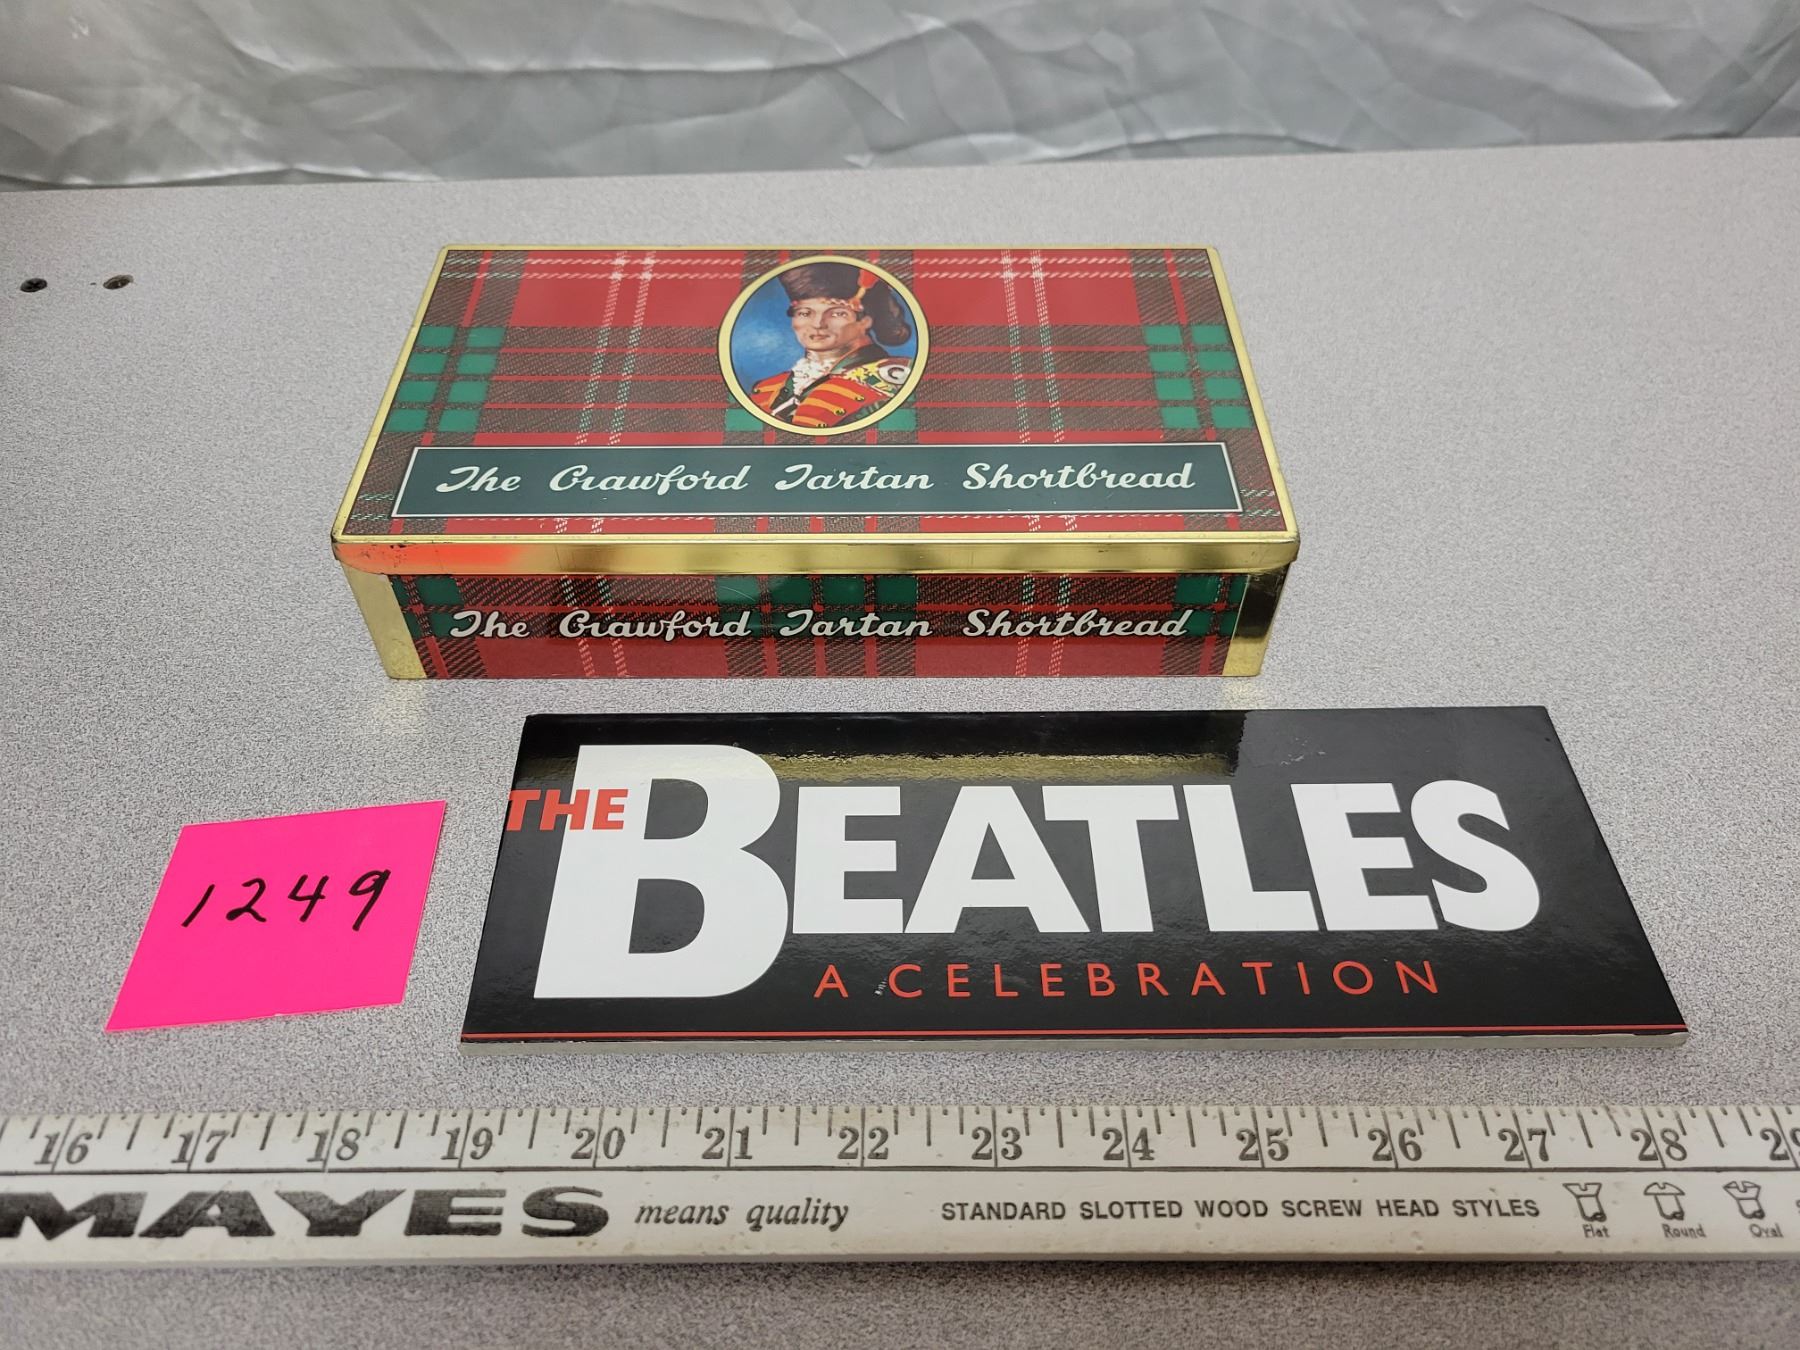 C
The Crawford Tartan Shortbread
The Crawford Tartan Shortbread
THE BEATLES
A CELEBRATION
1249
16 17 18 19 20 21 22 23 24 25 26 27 28 29
MAYES means quality STANDARD SLOTTED WOOD SCREW HEAD STYLES
Flat Round Oval